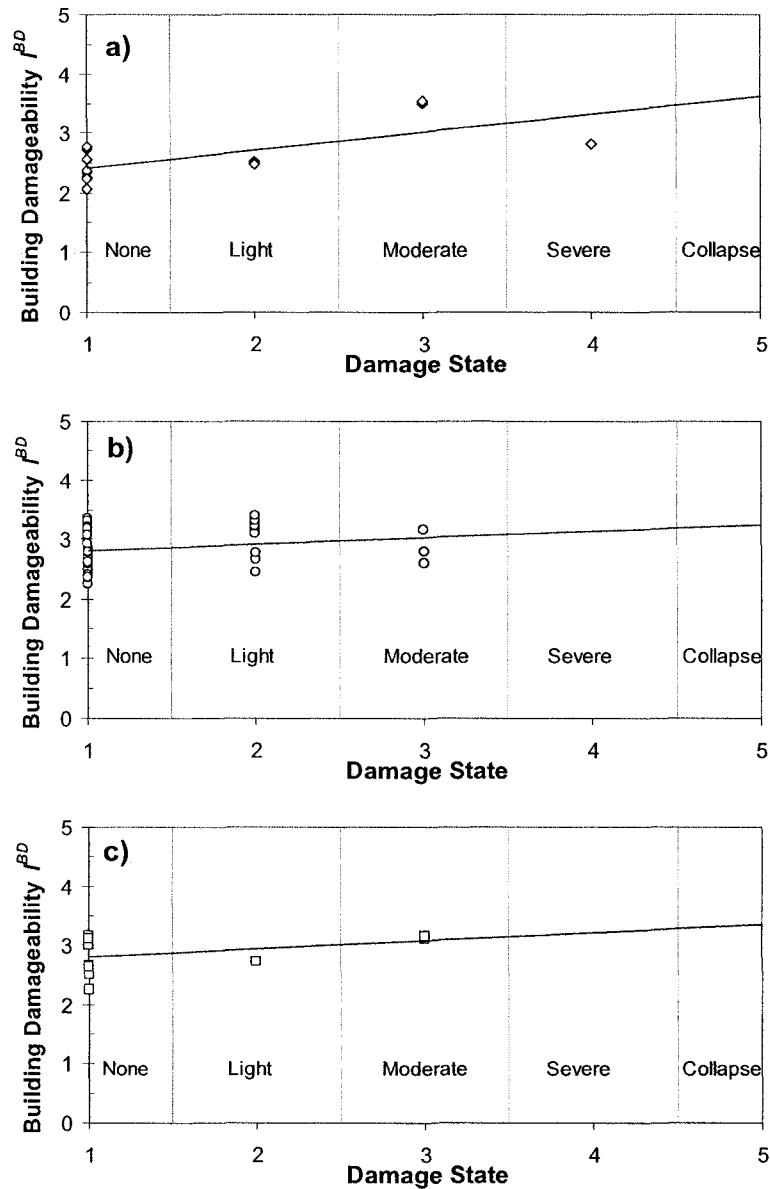 a)
Building Damageability I^BD
5
4
3
2
1
0
None Light Moderate Severe Collapse
1 2 3 4 5
Damage State
b)
Building Damageability I^BD
5
4
3
2
1
0
None Light Moderate Severe Collapse
1 2 3 4 5
Damage State
c)
Building Damageability I^BD
5
4
3
2
1
0
None Light Moderate Severe Collapse
1 2 3 4 5
Damage State